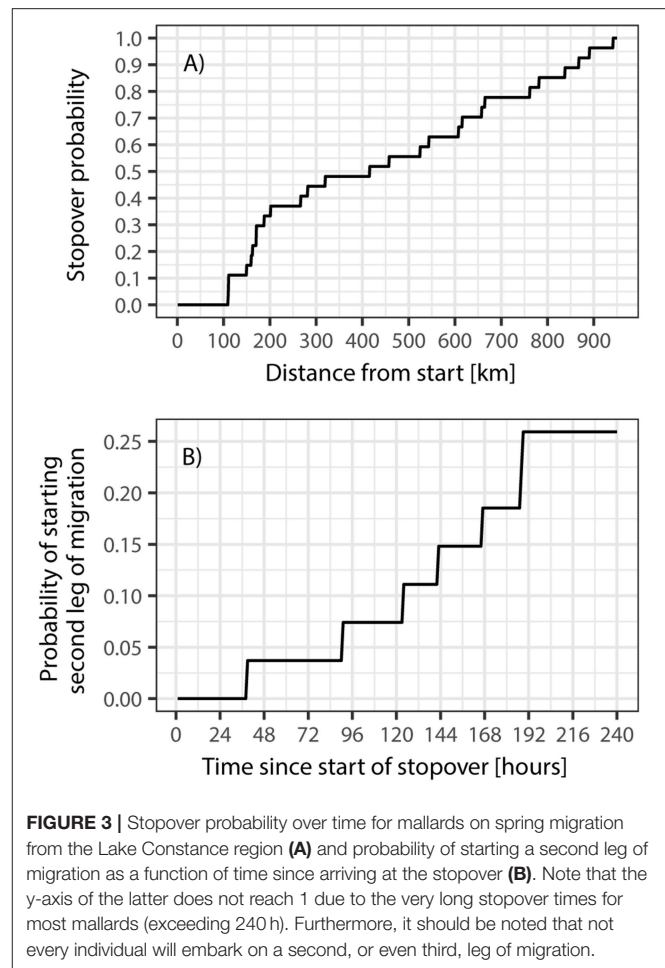 A)
1.0
0.9
0.8
0.7
0.6
0.5
0.4
0.3
0.2
0.1
0.0
Stopover probability
0 100 200 300 400 500 600 700 800 900
Distance from start [km]
B)
0.25
0.20
0.15
0.10
0.05
0.00
Probability of starting
second leg of migration
0 24 48 72 96 120 144 168 192 216 240
Time since start of stopover [hours]
FIGURE 3 | Stopover probability over time for mallards on spring migration
from the Lake Constance region (A) and probability of starting a second leg of
migration as a function of time since arriving at the stopover (B). Note that the
y-axis of the latter does not reach 1 due to the very long stopover times for
most mallards (exceeding 240 h). Furthermore, it should be noted that not
every individual will embark on a second, or even third, leg of migration.